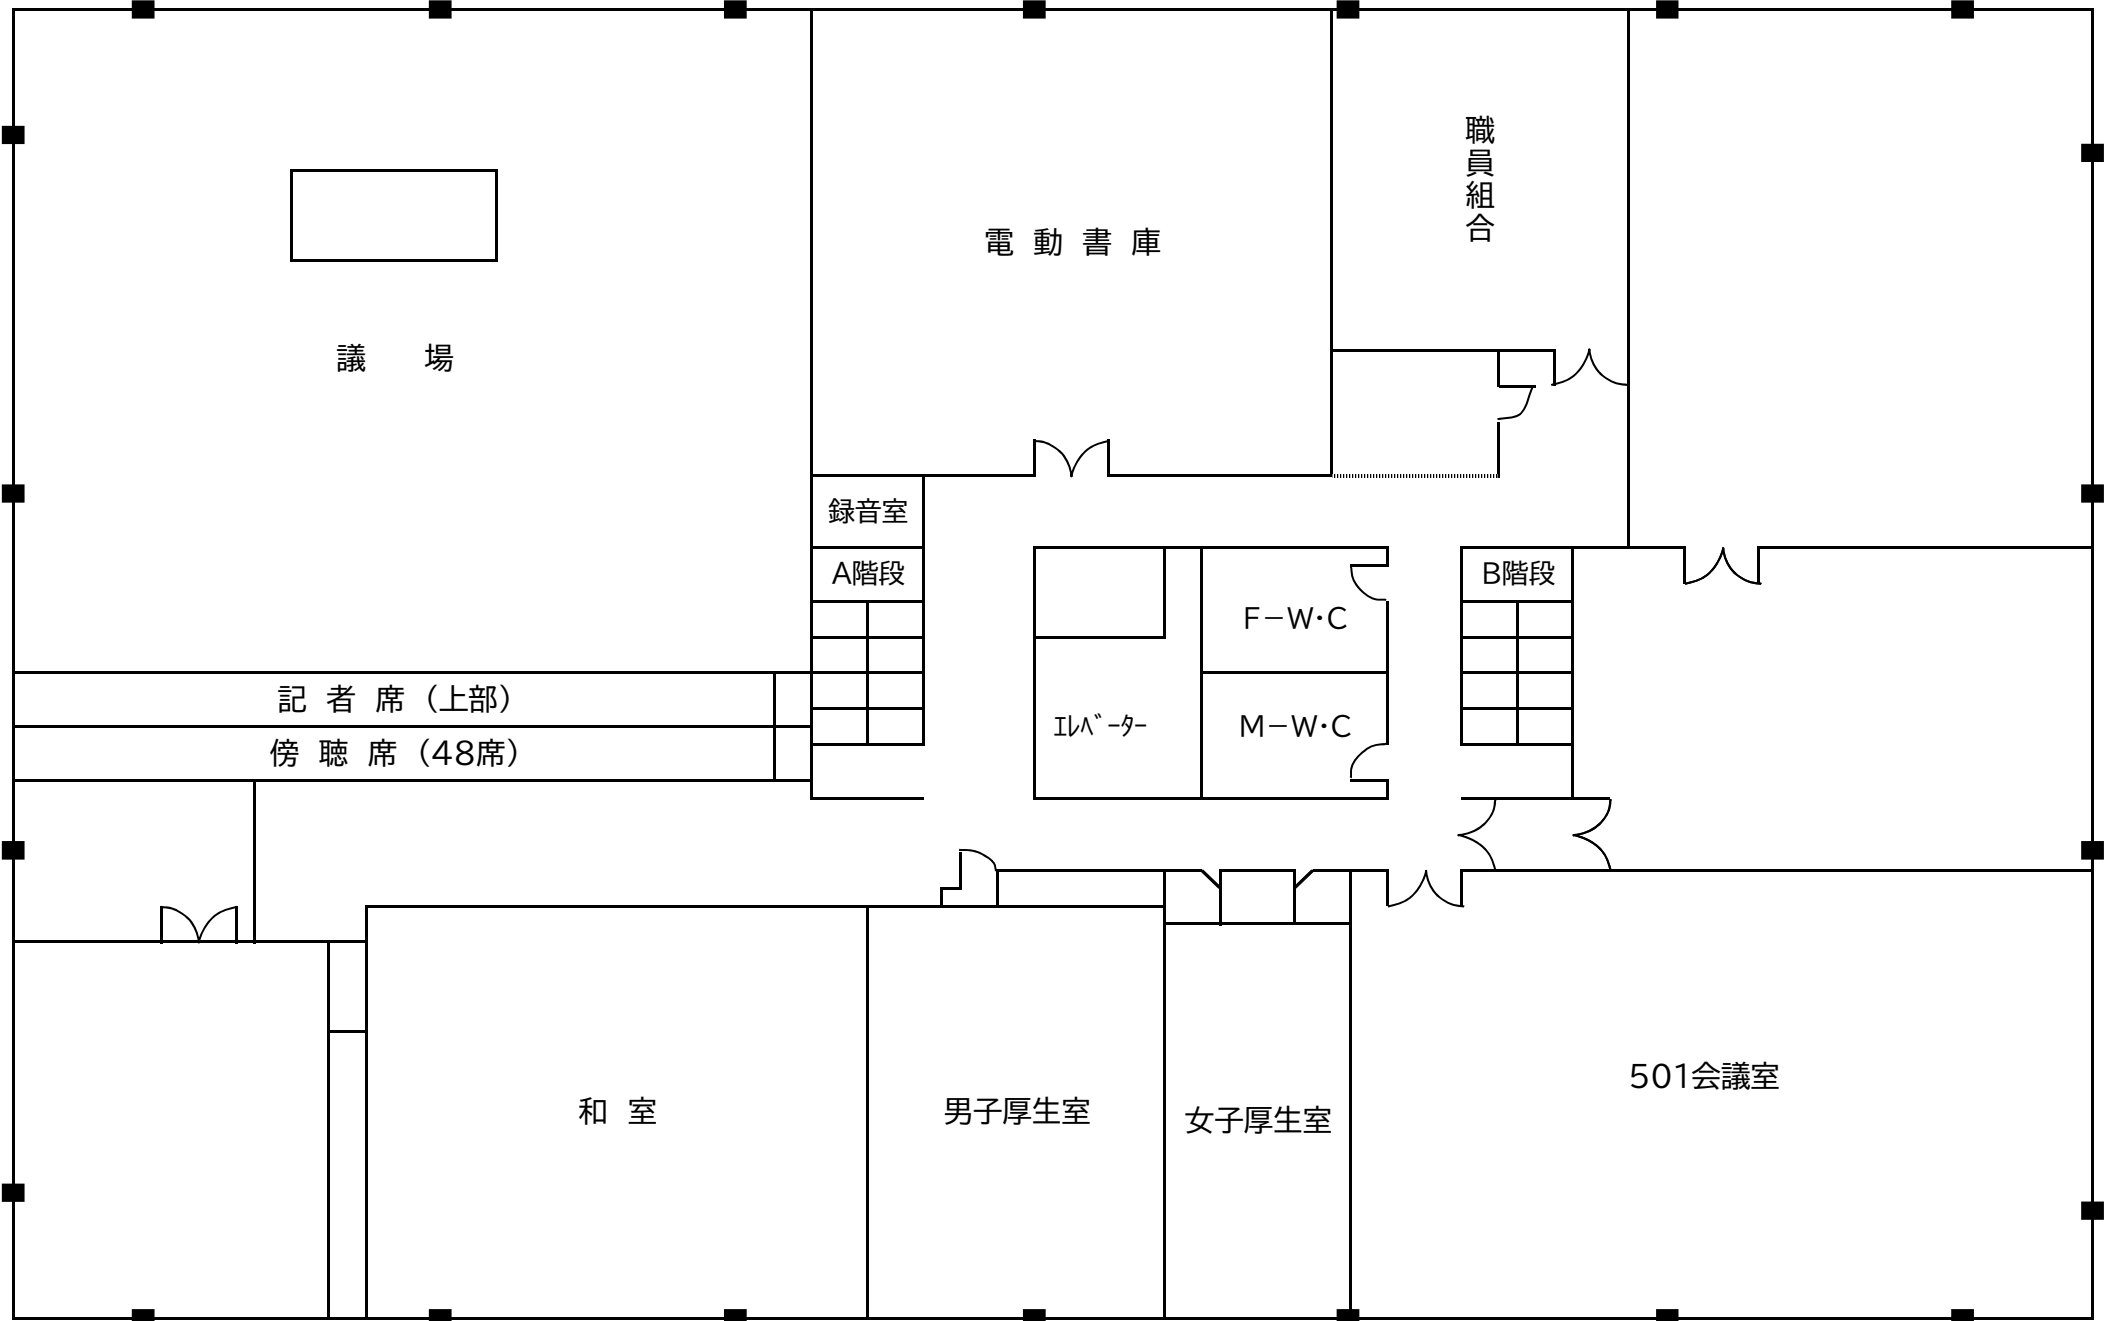 職員組合
電 動 書 庫
議　場
録音室
A階段
B階段
F－W・C
記 者 席（上部）
ｴﾚﾍﾞｰﾀｰ
M－W・C
傍 聴 席（48席）
501会議室
和 室
男子厚生室
女子厚生室